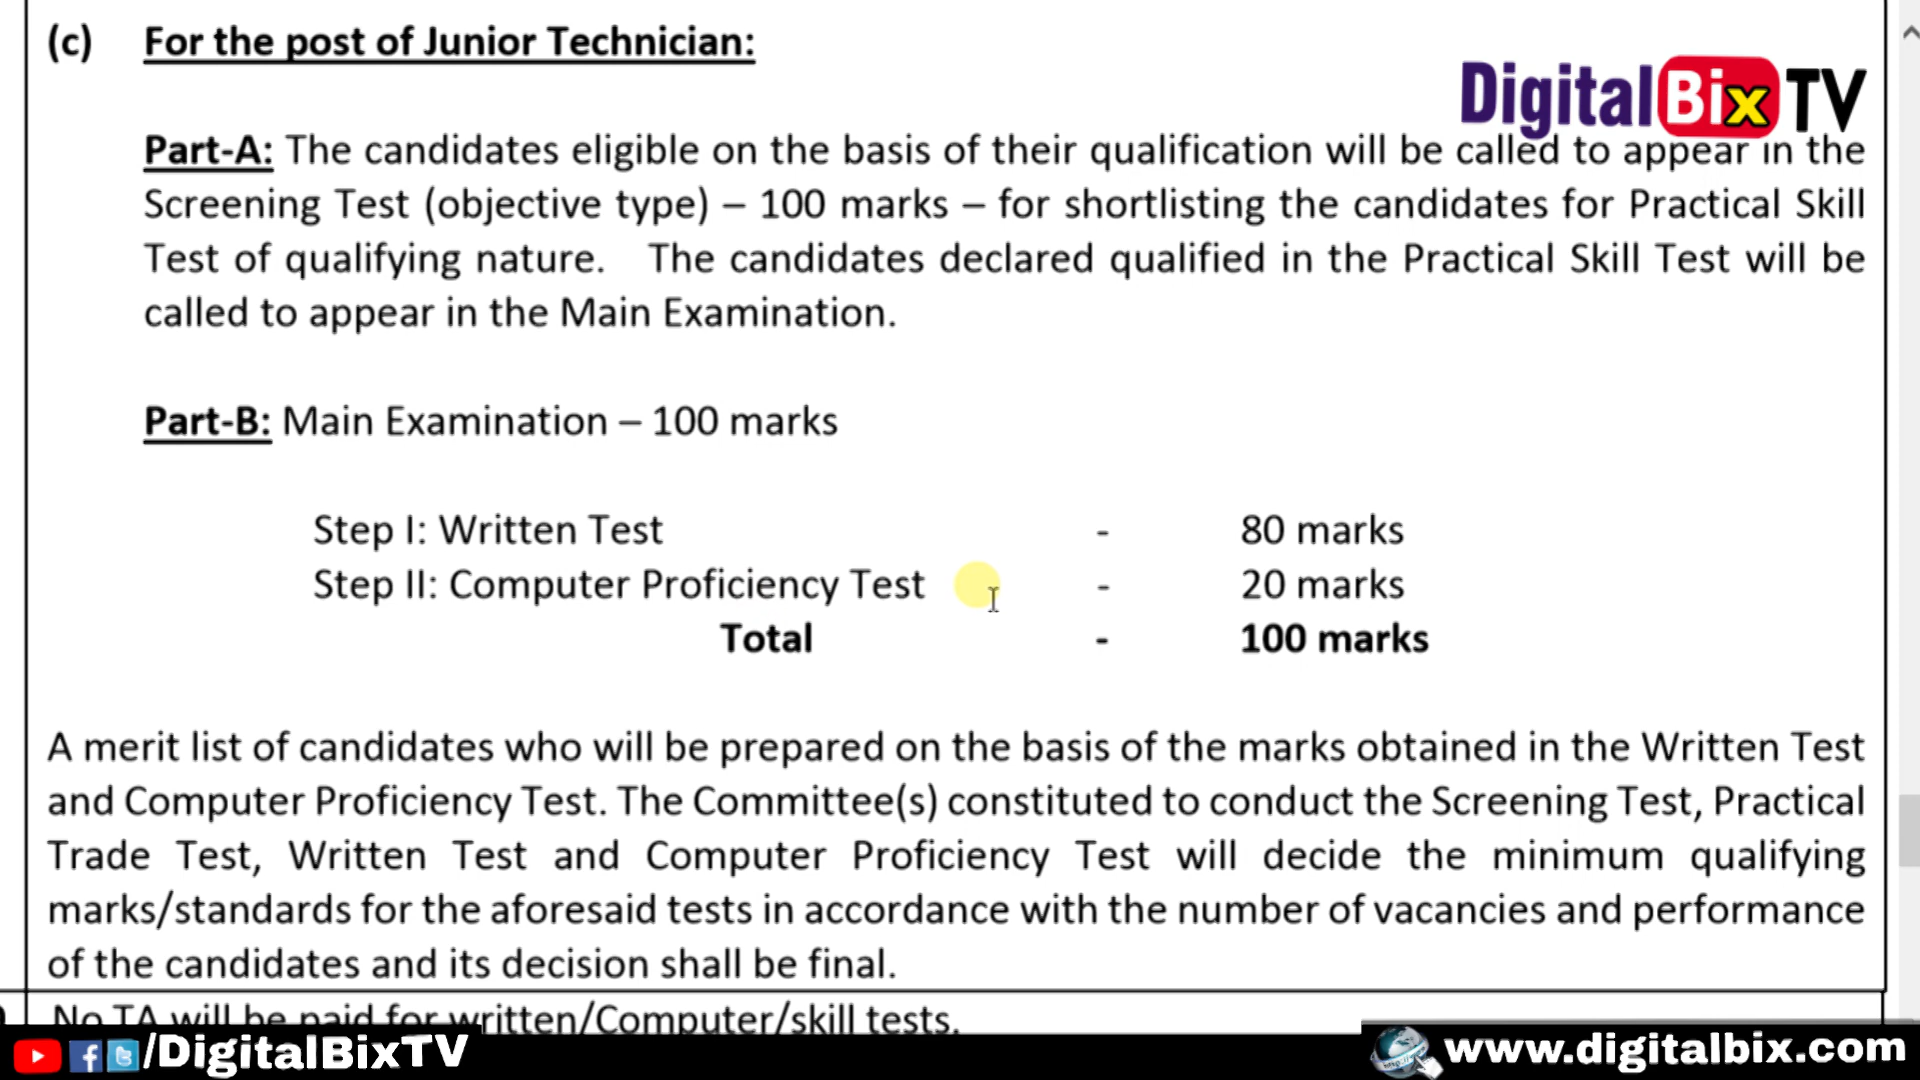 (c) For the post of Junior Technician:
DigitalBixTV
Part-A: The candidates eligible on the basis of their qualification will be called to appear in the
Screening Test (objective type) – 100 marks – for shortlisting the candidates for Practical Skill
Test of qualifying nature. The candidates declared qualified in the Practical Skill Test will be
called to appear in the Main Examination.
Part-B: Main Examination – 100 marks
Step I: Written Test - 80 marks
Step II: Computer Proficiency Test - 20 marks
Total - 100 marks
A merit list of candidates who will be prepared on the basis of the marks obtained in the Written Test
and Computer Proficiency Test. The Committee(s) constituted to conduct the Screening Test, Practical
Trade Test, Written Test and Computer Proficiency Test will decide the minimum qualifying
marks/standards for the aforesaid tests in accordance with the number of vacancies and performance
of the candidates and its decision shall be final.
No TA will be paid for written/Computer/skill tests.
/DigitalBixTV
www.digitalbix.com